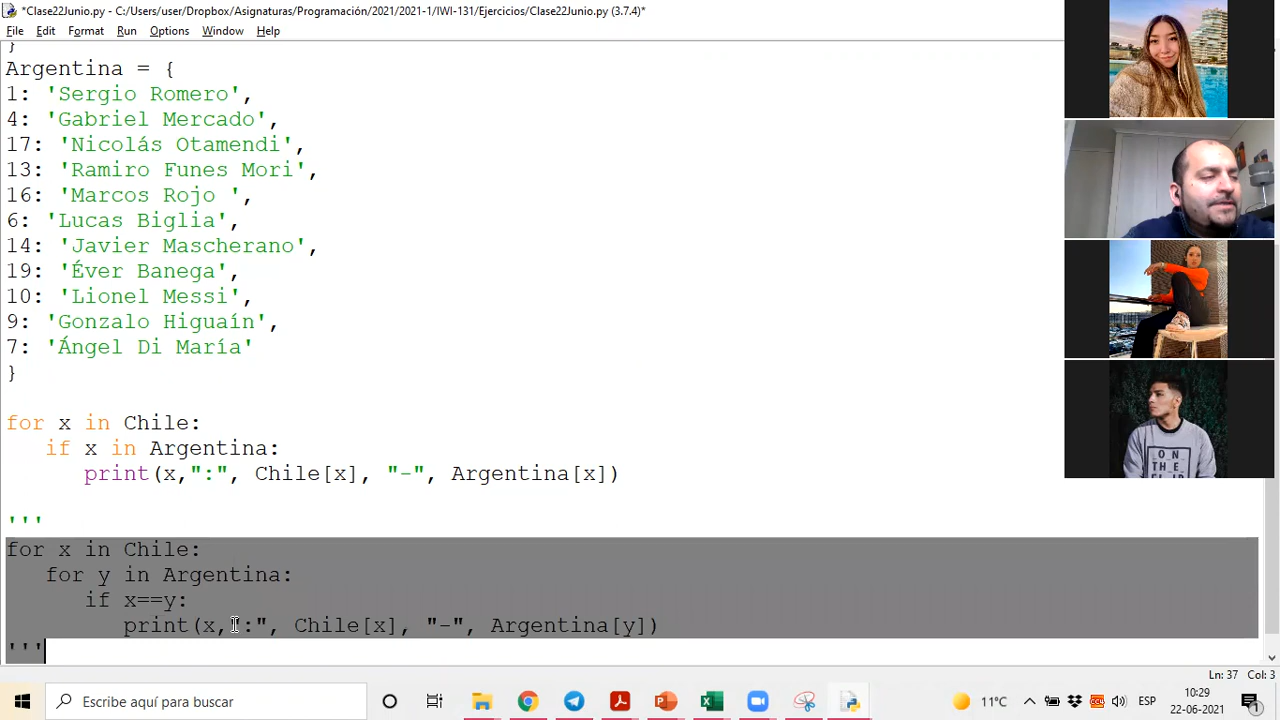 *Clase22Junio.py - C:/Users/user/Dropbox/Asignaturas/Programación/2021/2021-1/IWI-131/Ejercicios/Clase22Junio.py (3.7.4)*
File Edit Format Run Options Window Help
}
Argentina = {
1: 'Sergio Romero',
4: 'Gabriel Mercado',
17: 'Nicolás Otamendi',
13: 'Ramiro Funes Mori',
16: 'Marcos Rojo ',
6: 'Lucas Biglia',
14: 'Javier Mascherano',
19: 'Éver Banega',
10: 'Lionel Messi',
9: 'Gonzalo Higuaín',
7: 'Ángel Di María'
}
for x in Chile:
if x in Argentina:
print(x,":", Chile[x], "-", Argentina[x])
'''
for x in Chile:
for y in Argentina:
if x==y:
print(x,":", Chile[x], "-", Argentina[y])
'''
Ln: 37 Col: 3
Escribe aquí para buscar
11°C
ESP
10:29
22-06-2021
ON
THE